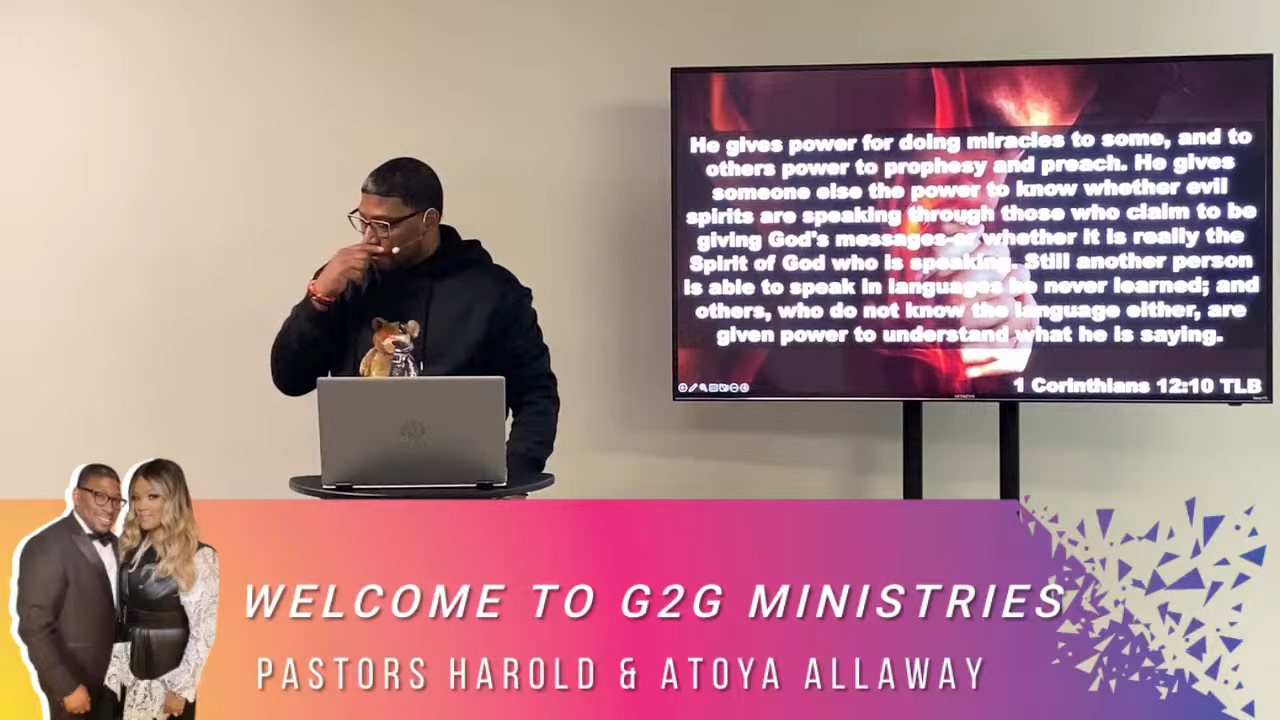 He gives power for doing miracles to some, and to
others power to prophesy and preach. He gives
someone else the power to know whether evil
spirits are speaking through those who claim to be
giving God's messages-or whether it is really the
Spirit of God who is speaking. Still another person
is able to speak in languages he never learned; and
others, who do not know the language either, are
given power to understand what he is saying.
1 Corinthians 12:10 TLB
WELCOME TO G2G MINISTRIES
PASTORS HAROLD & ATOYA ALLAWAY